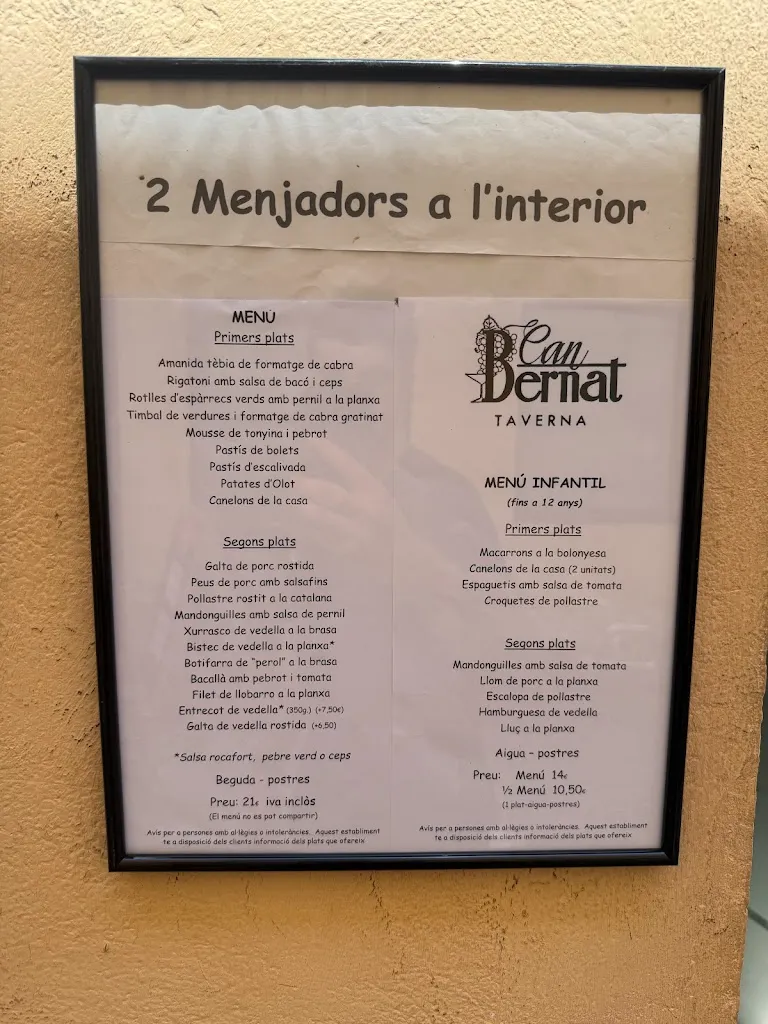 2 Menjadors a l'interior
MENÚ
Primers plats
Amanida tèbia de formatge de cabra
Rigatoni amb salsa de bacó i ceps
Rotlles d'espàrrecs verds amb pernil a la planxa
Timbal de verdures i formatge de cabra gratinat
Mousse de tonyina i pebrot
Pastís de bolets
Pastís d'escalivada
Patates d'Olot
Canelons de la casa
Segons plats
Galta de porc rostida
Peus de porc amb salsafins
Pollastre rostit a la catalana
Mandonguilles amb salsa de pernil
Xurrasco de vedella a la brasa
Bistec de vedella a la planxa*
Botifarra de "perol" a la brasa
Bacallà amb pebrot i tomata
Filet de llobarro a la planxa
Entrecot de vedella* (350g.) (+7,50€)
Galta de vedella rostida (+6,50)
*Salsa rocafort, pebre verd o ceps
Beguda - postres
Preu: 21€ iva inclòs
(El menú no es pot compartir)
Avís per a persones amb al·lègies o intoleràncies. Aquest establiment
te a disposició dels clients informació dels plats que ofereix
Can
Bernat
TAVERNA
MENÚ INFANTIL
(fins a 12 anys)
Primers plats
Macarrons a la bolonyesa
Canelons de la casa (2 unitats)
Espaguetis amb salsa de tomata
Croquetes de pollastre
Segons plats
Mandonguilles amb salsa de tomata
Llom de porc a la planxa
Escalopa de pollastre
Hamburguesa de vedella
Lluç a la planxa
Aigua - postres
Preu: Menú 14€
½ Menú 10,50€
(1 plat-aigua-postres)
Avís per a persones amb al·lègies o intoleràncies. Aquest establiment
te a disposició dels clients informació dels plats que ofereix